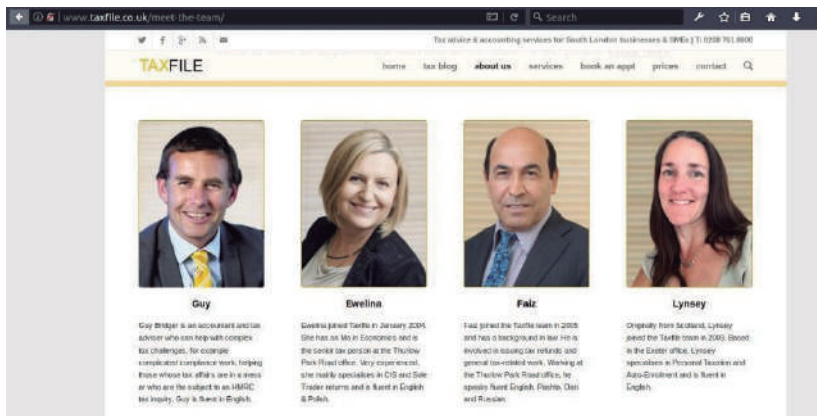 www.taxfile.co.uk/meet-the-team/
Search
Tax advice & accounting services for South London businesses & SMEs | T: 0208 761 8000
TAXFILE
home tax blog about us services book an appt prices contact
Guy
Guy Bridger is an accountant and tax
adviser who can help with complex
tax challenges, for example
complicated compliance work, helping
those whose tax affairs are in a mess
or who are the subject to an HMRC
tax inquiry. Guy is fluent in English.
Ewelina
Ewelina joined Taxfile in January 2004.
She has an Ma in Economics and is
the senior tax person at the Thurlow
Park Road office. Very experienced,
she mainly specialises in CIS and Sole
Trader returns and is fluent in English
& Polish.
Faiz
Faiz joined the Taxfile team in 2005
and has a background in law. He is
involved in issuing tax refunds and
general tax-related work. Working at
the Thurlow Park Road office, he
speaks fluent English, Pashto, Dari
and Russian.
Lynsey
Originally from Scotland, Lynsey
joined the Taxfile team in 2003. Based
in the Exeter office, Lynsey
specialises in Personal Taxation and
Auto-Enrolment and is fluent in
English.